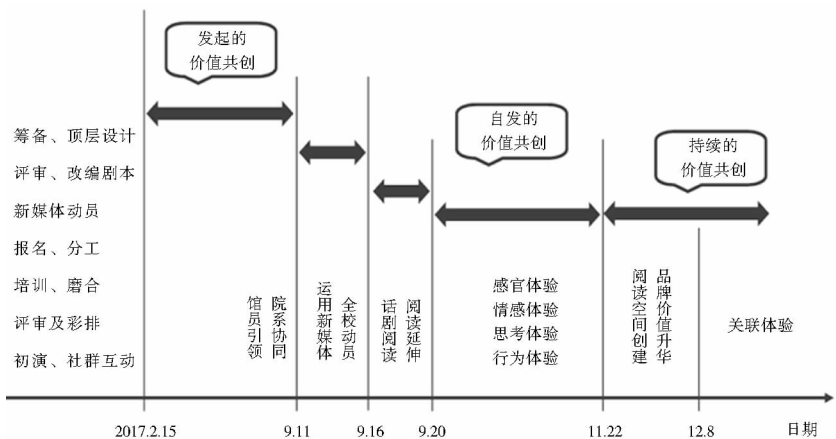 发起的
价值共创
自发的
价值共创
持续的
价值共创
筹备、顶层设计
评审、改编剧本
新媒体动员
报名、分工
培训、磨合
评审及彩排
初演、社群互动
院系协同
馆员引领
全校动员
运用新媒体
阅读延伸
话剧阅读
感官体验
情感体验
思考体验
行为体验
品牌价值升华
阅读空间创建
关联体验
2017.2.15
9.11
9.16
9.20
11.22
12.8
日期